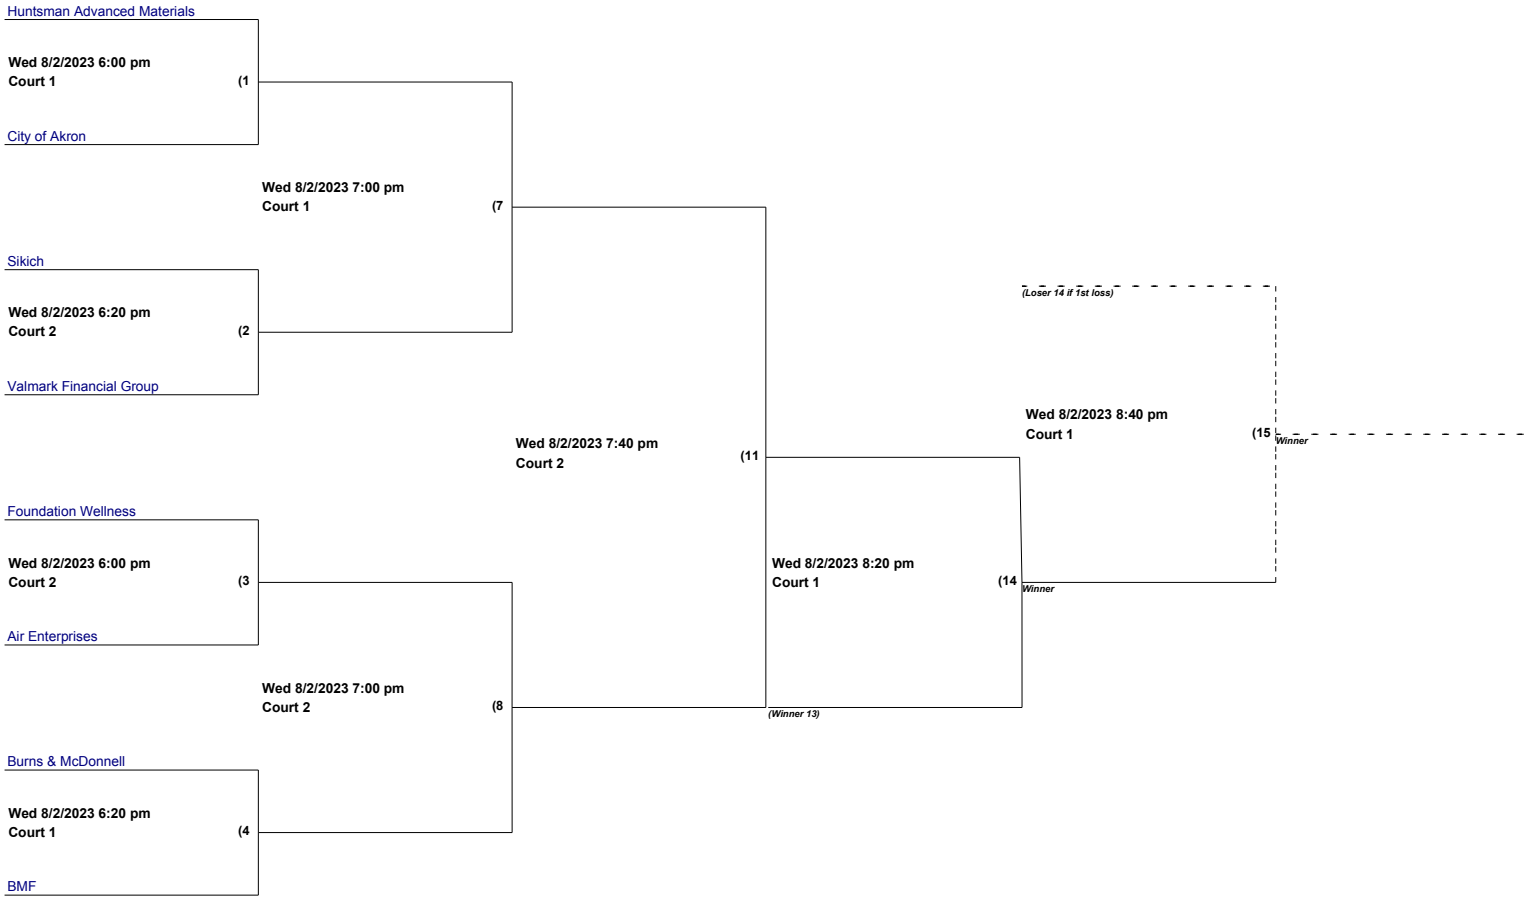 Huntsman Advanced Materials
Wed 8/2/2023 6:00 pm
Court 1 (1
City of Akron
Wed 8/2/2023 7:00 pm
Court 1 (7
Sikich
Wed 8/2/2023 6:20 pm
Court 2 (2
Valmark Financial Group
(Loser 14 if 1st loss)
Wed 8/2/2023 8:40 pm
Court 1 (15
Winner
Wed 8/2/2023 7:40 pm
Court 2 (11
Foundation Wellness
Wed 8/2/2023 6:00 pm
Court 2 (3
Air Enterprises
Wed 8/2/2023 8:20 pm
Court 1 (14
Winner
Wed 8/2/2023 7:00 pm
Court 2 (8
(Winner 13)
Burns & McDonnell
Wed 8/2/2023 6:20 pm
Court 1 (4
BMF